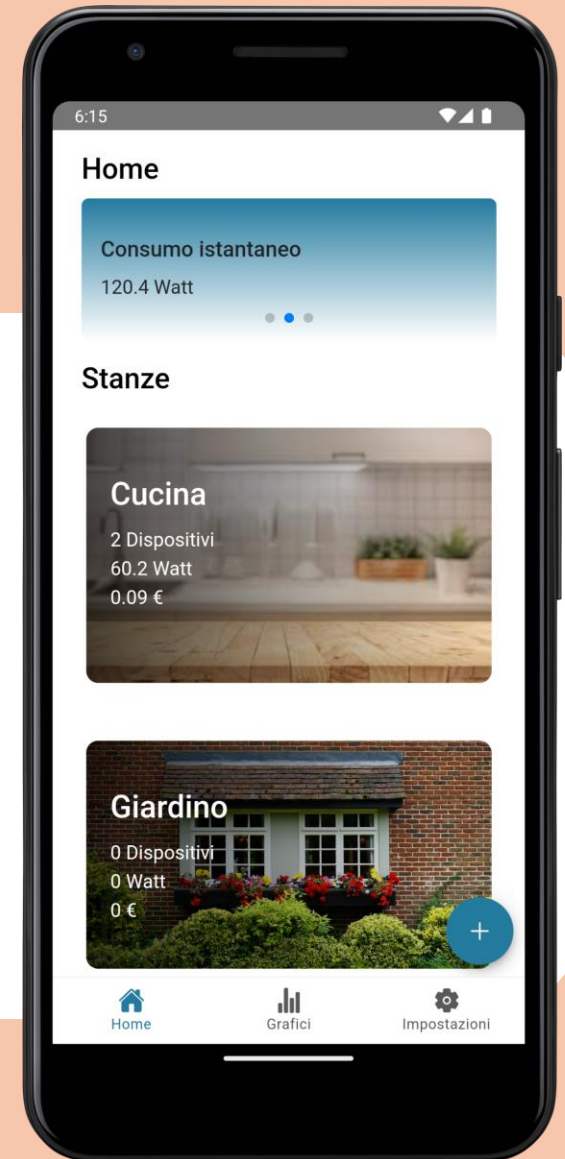 6:15
Home
Consumo istantaneo
120.4 Watt
Stanze
Cucina
2 Dispositivi
60.2 Watt
0.09 €
Giardino
0 Dispositivi
0 Watt
0 €
+
Home
Grafici
Impostazioni